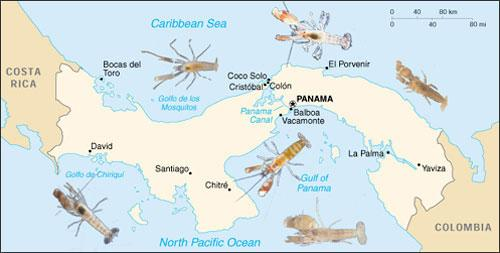 Caribbean Sea
0 40 80 km
0 40 80 mi
COSTA
RICA
Bocas del
Toro
El Porvenir
Coco Solo
Cristóbal
Colón
Golfo de los
Mosquitos
PANAMA
Panama
Canal
Balboa
Vacamonte
David
La Palma
Yaviza
Santiago
Golfo de Chiriquí
Gulf of
Panama
Chitré
COLOMBIA
North Pacific Ocean